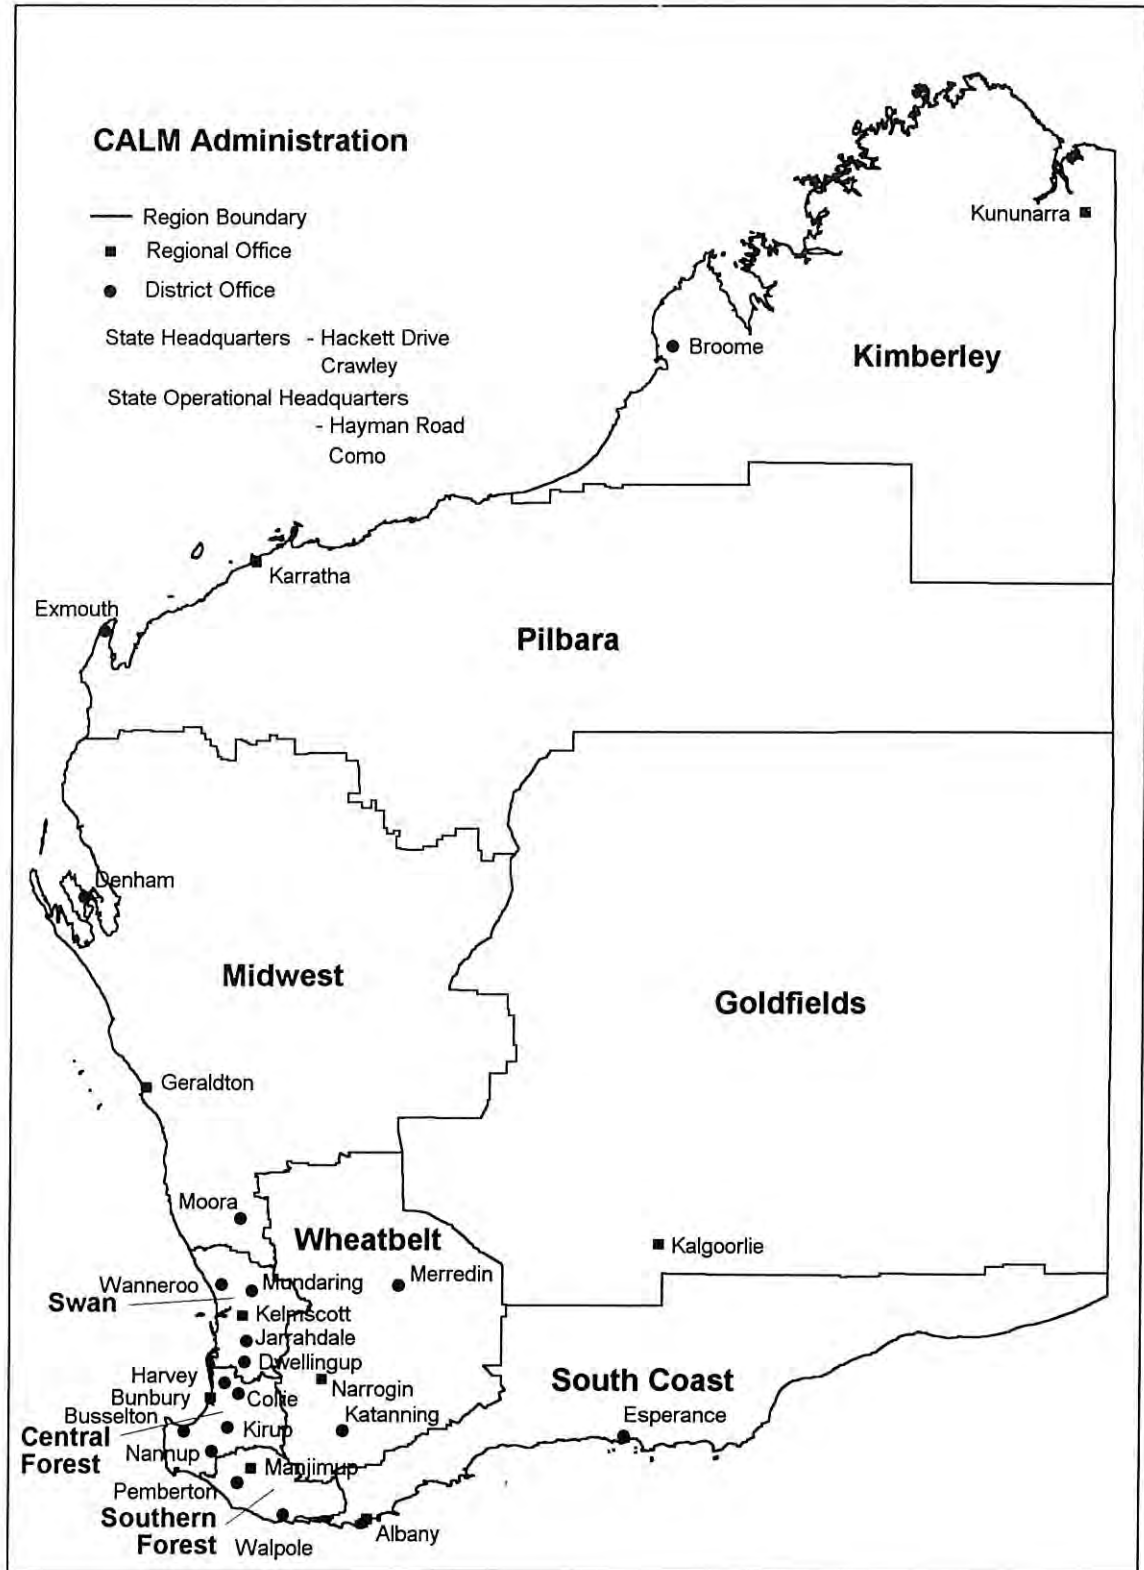 CALM Administration
Region Boundary
Regional Office
District Office
State Headquarters - Hackett Drive
Crawley
State Operational Headquarters
- Hayman Road
Como
Kununarra
Broome
Kimberley
Karratha
Exmouth
Pilbara
Denham
Midwest
Goldfields
Geraldton
Moora
Wheatbelt
Kalgoorlie
Wanneroo
Mundaring
Merredin
Swan
Kelmscott
Jarrahdale
Harvey
Dwellingup
South Coast
Bunbury
Collie
Narrogin
Busselton
Kirup
Katanning
Esperance
Central
Forest
Nannup
Manjimup
Pemberton
Southern
Forest
Walpole
Albany